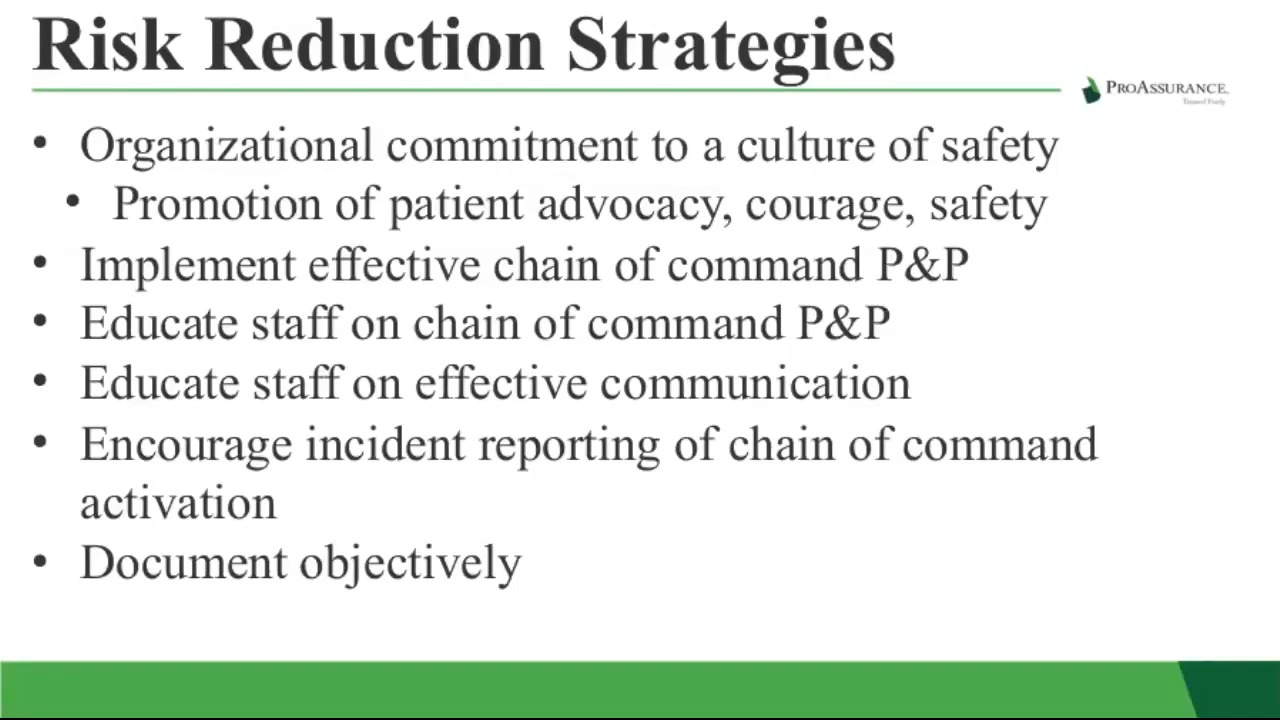 Risk Reduction Strategies
PROASSURANCE.
Treated Fairly
• Organizational commitment to a culture of safety
• Promotion of patient advocacy, courage, safety
• Implement effective chain of command P&P
• Educate staff on chain of command P&P
• Educate staff on effective communication
• Encourage incident reporting of chain of command
activation
• Document objectively